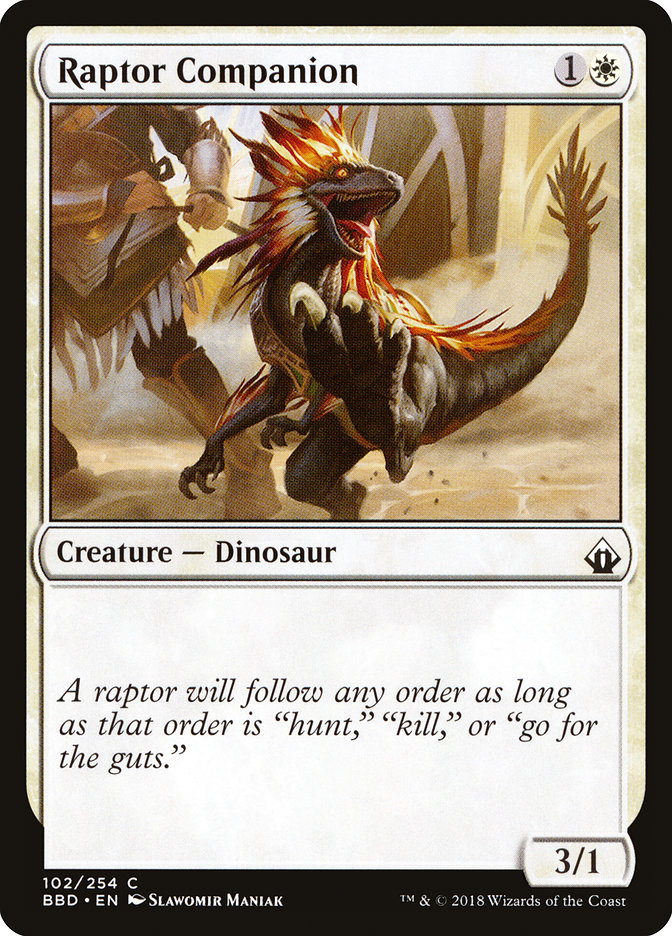 Raptor Companion 1
Creature — Dinosaur
A raptor will follow any order as long
as that order is “hunt,” “kill,” or “go for
the guts.”
3/1
102/254 C
BBD • EN Slawomir Maniak ™ & © 2018 Wizards of the Coast